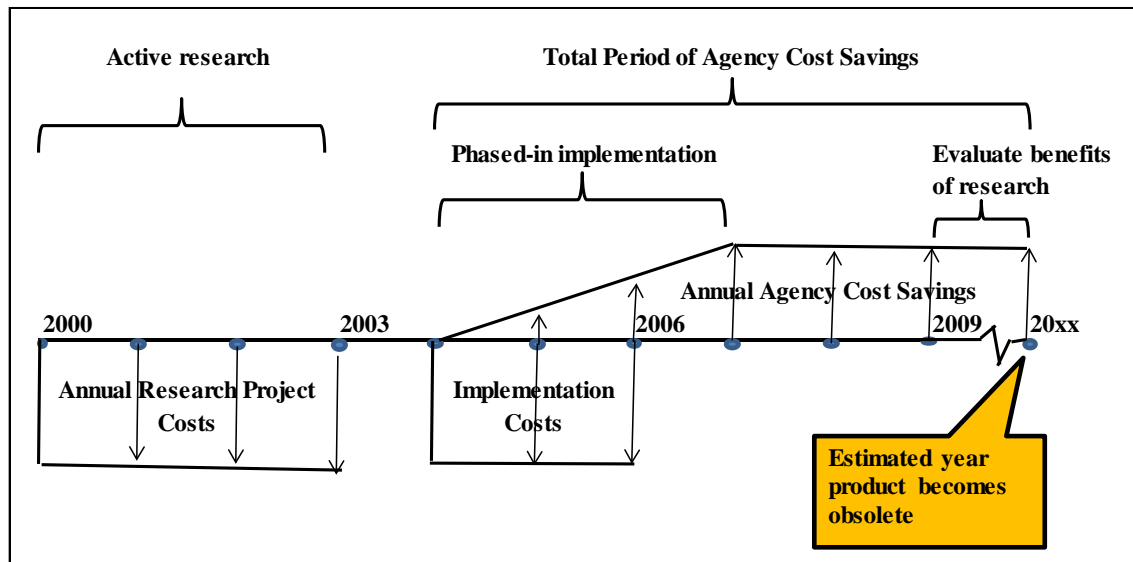 Active research
Total Period of Agency Cost Savings
Phased-in implementation
Evaluate benefits
of research
Annual Agency Cost Savings
2000
2003
2006
2009
20xx
Annual Research Project
Costs
Implementation
Costs
Estimated year
product becomes
obsolete